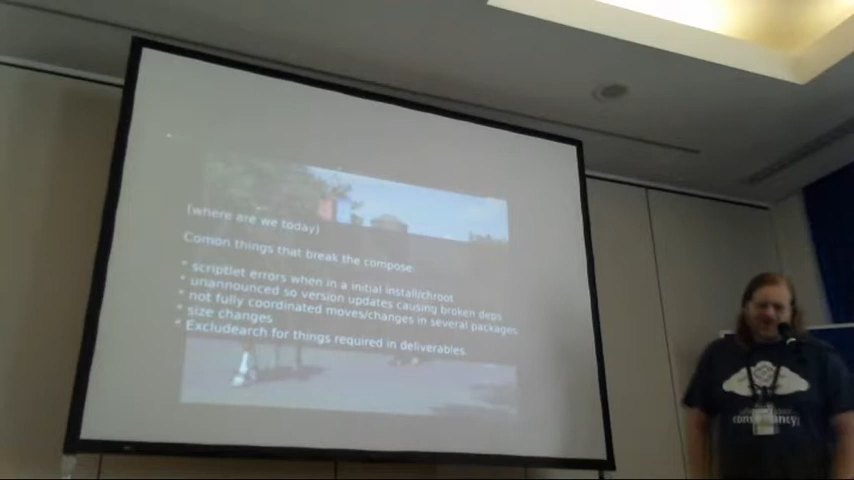 (where are we today)
Comon things that break the compose:
* scriptlet errors when in a initial install/chroot
* unannounced so version updates causing broken deps
* not fully coordinated moves/changes in several packages
* size changes
* Excludearch for things required in deliverables.